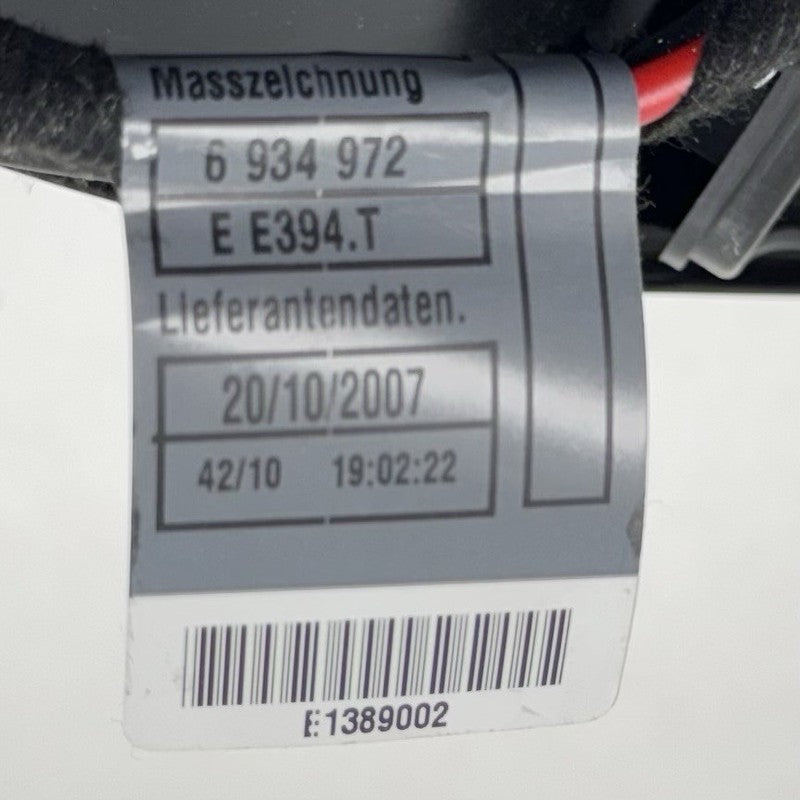 Masszeichnung
6 934 972
E E394.T
Lieferantendaten.
20/10/2007
42/10 19:02:22
E1389002